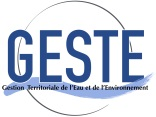 GESTE
Gestion Territoriale de l'Eau et de l'Environnement